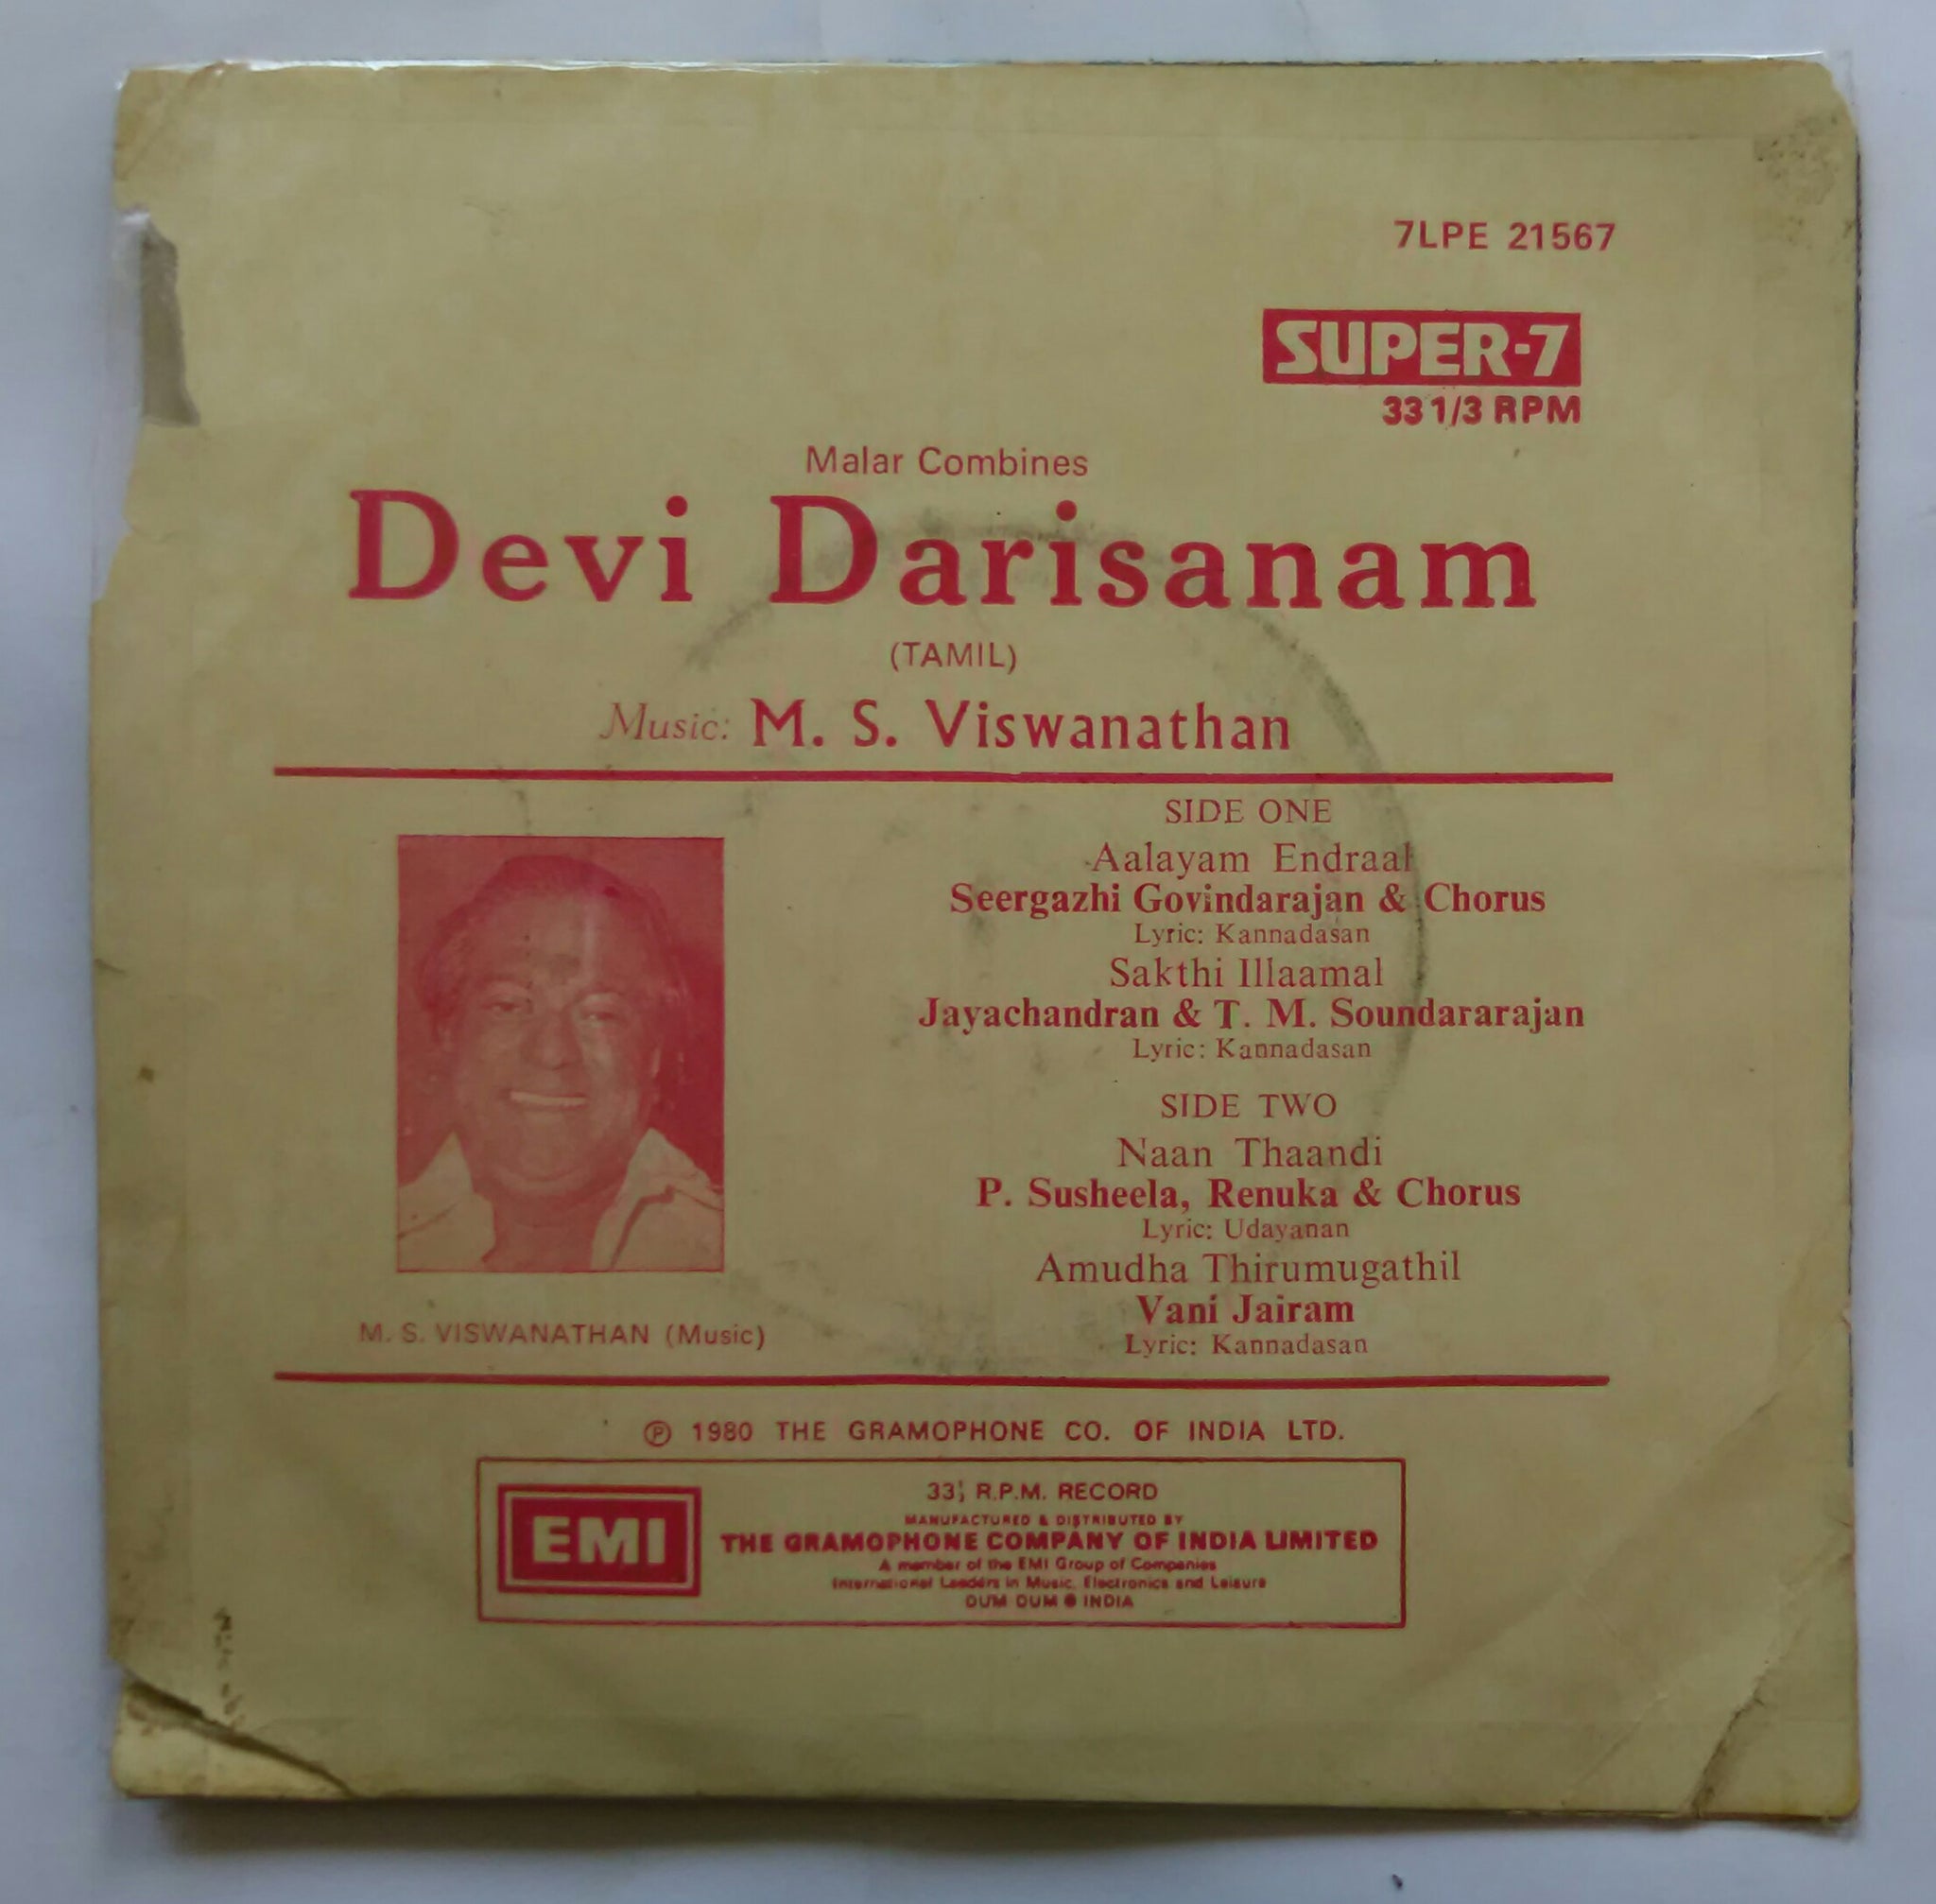 7LPE 21567
SUPER-7
33 1/3 RPM
Malar Combines
Devi Darisanam
(TAMIL)
Music: M. S. Viswanathan
SIDE ONE
Aalayam Endraal
Seergazhi Govindarajan & Chorus
Lyric: Kannadasan
Sakthi Illaamal
Jayachandran & T. M. Soundararajan
Lyric: Kannadasan
SIDE TWO
Naan Thaandi
P. Susheela, Renuka & Chorus
Lyric: Udayanan
Amudha Thirumugathil
Vani Jairam
Lyric: Kannadasan
M. S. VISWANATHAN (Music)
℗ 1980 THE GRAMOPHONE CO. OF INDIA LTD.
EMI
33⅓ R.P.M. RECORD
MANUFACTURED & DISTRIBUTED BY
THE GRAMOPHONE COMPANY OF INDIA LIMITED
A member of the EMI Group of Companies
International Leaders in Music, Electronics and Leisure
DUM DUM ● INDIA